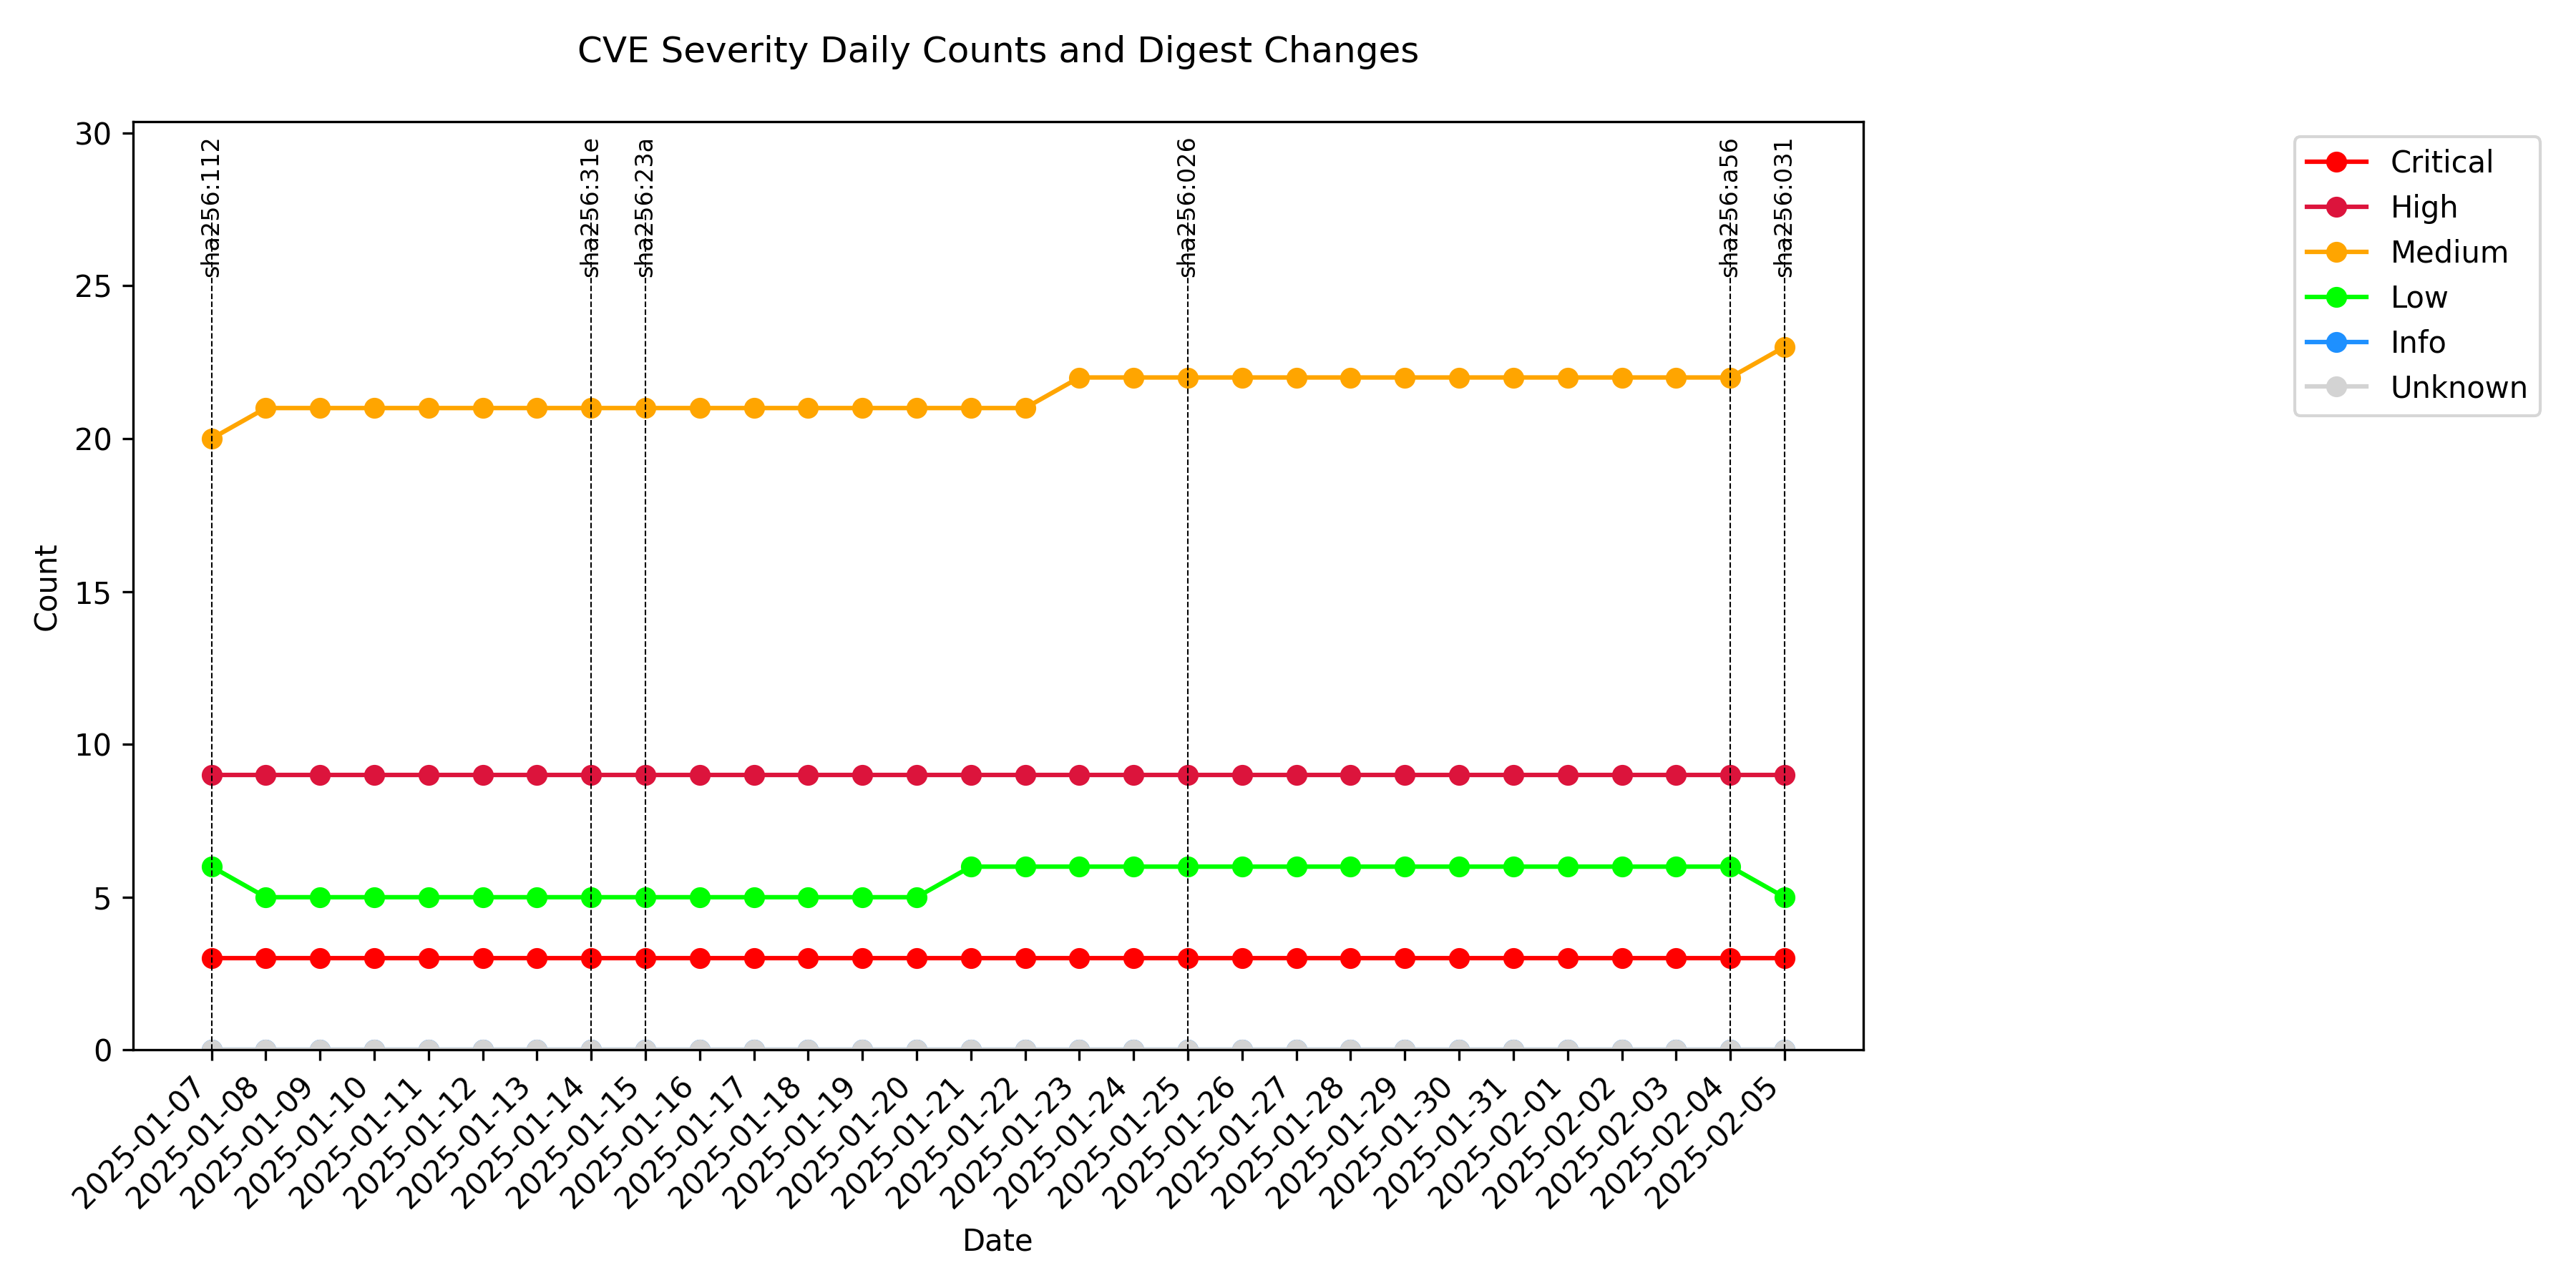 CVE Severity Daily Counts and Digest Changes
30
25
20
15
10
5
0
Count
sha256:112
sha256:31e
sha256:23a
sha256:026
sha256:a56
sha256:031
Critical
High
Medium
Low
Info
Unknown
2025-01-07
2025-01-08
2025-01-09
2025-01-10
2025-01-11
2025-01-12
2025-01-13
2025-01-14
2025-01-15
2025-01-16
2025-01-17
2025-01-18
2025-01-19
2025-01-20
2025-01-21
2025-01-22
2025-01-23
2025-01-24
2025-01-25
2025-01-26
2025-01-27
2025-01-28
2025-01-29
2025-01-30
2025-01-31
2025-02-01
2025-02-02
2025-02-03
2025-02-04
2025-02-05
Date